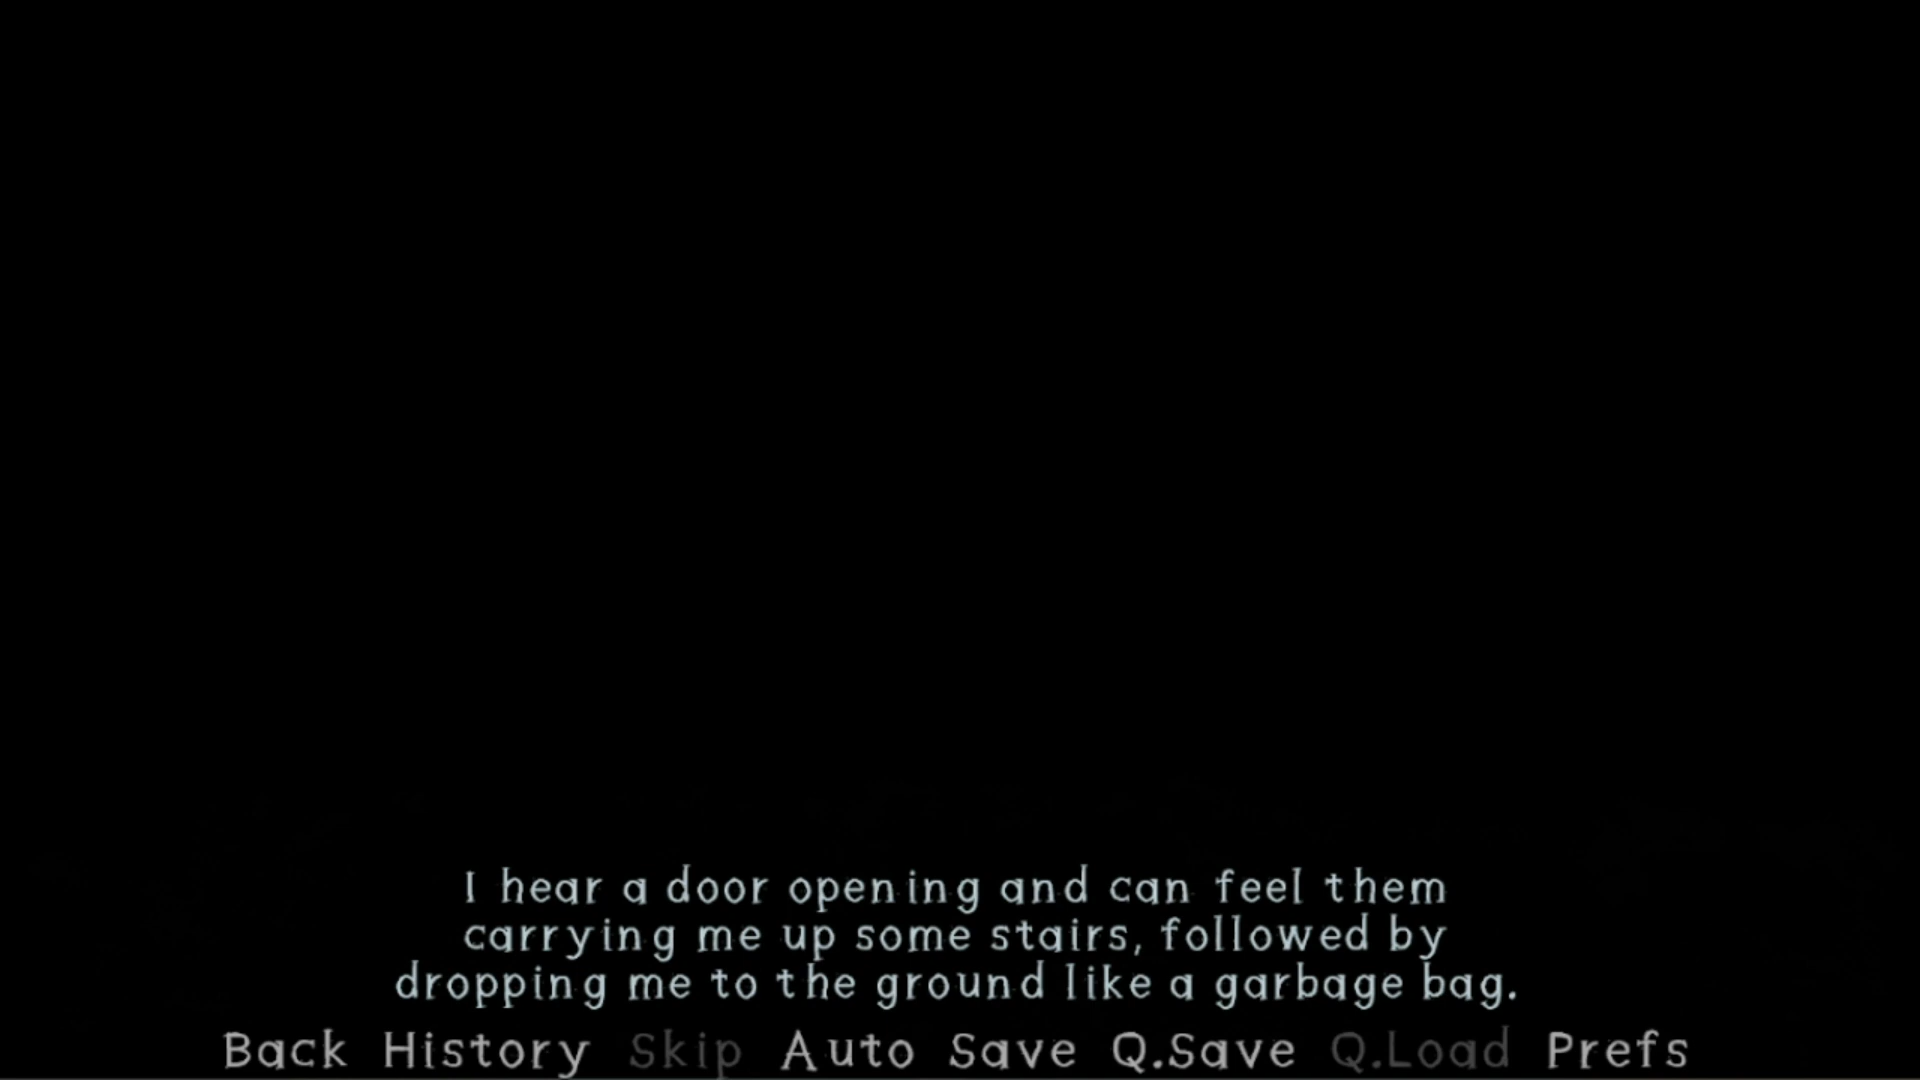 I hear a door opening and can feel them
carrying me up some stairs, followed by
dropping me to the ground like a garbage bag.
Back History Skip Auto Save Q.Save Q.Load Prefs